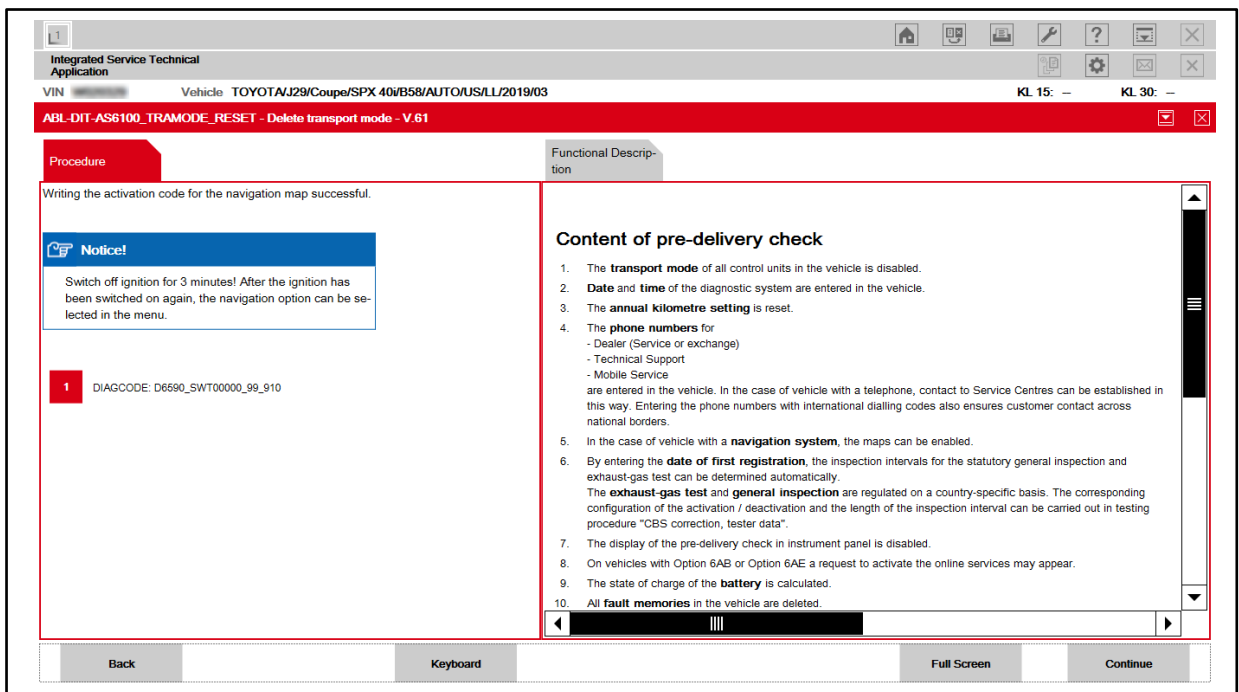 L1
?
Integrated Service Technical
Application
VIN
Vehicle TOYOTA/J29/Coupe/SPX 40i/B58/AUTO/US/LL/2019/03
KL 15: –
KL 30: –
ABL-DIT-AS6100_TRAMODE_RESET - Delete transport mode - V.61
Procedure
Functional Descrip-
tion
Writing the activation code for the navigation map successful.
Notice!
Switch off ignition for 3 minutes! After the ignition has
been switched on again, the navigation option can be se-
lected in the menu.
1 DIAGCODE: D6590_SWT00000_99_910
Content of pre-delivery check
1. The transport mode of all control units in the vehicle is disabled.
2. Date and time of the diagnostic system are entered in the vehicle.
3. The annual kilometre setting is reset.
4. The phone numbers for
- Dealer (Service or exchange)
- Technical Support
- Mobile Service
are entered in the vehicle. In the case of vehicle with a telephone, contact to Service Centres can be established in
this way. Entering the phone numbers with international dialling codes also ensures customer contact across
national borders.
5. In the case of vehicle with a navigation system, the maps can be enabled.
6. By entering the date of first registration, the inspection intervals for the statutory general inspection and
exhaust-gas test can be determined automatically.
The exhaust-gas test and general inspection are regulated on a country-specific basis. The corresponding
configuration of the activation / deactivation and the length of the inspection interval can be carried out in testing
procedure "CBS correction, tester data".
7. The display of the pre-delivery check in instrument panel is disabled.
8. On vehicles with Option 6AB or Option 6AE a request to activate the online services may appear.
9. The state of charge of the battery is calculated.
10. All fault memories in the vehicle are deleted.
Back
Keyboard
Full Screen
Continue